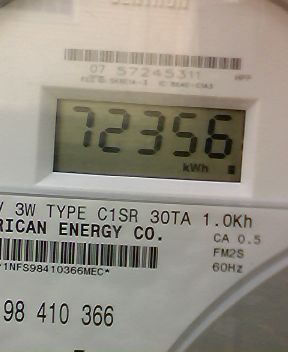 07 57245311
72356
kWh
V 3W TYPE C1SR 30TA 1.0Kh
RICAN ENERGY CO.
CA 0.5
FM2S
*1NFS98410366MEC*
60Hz
98 410 366